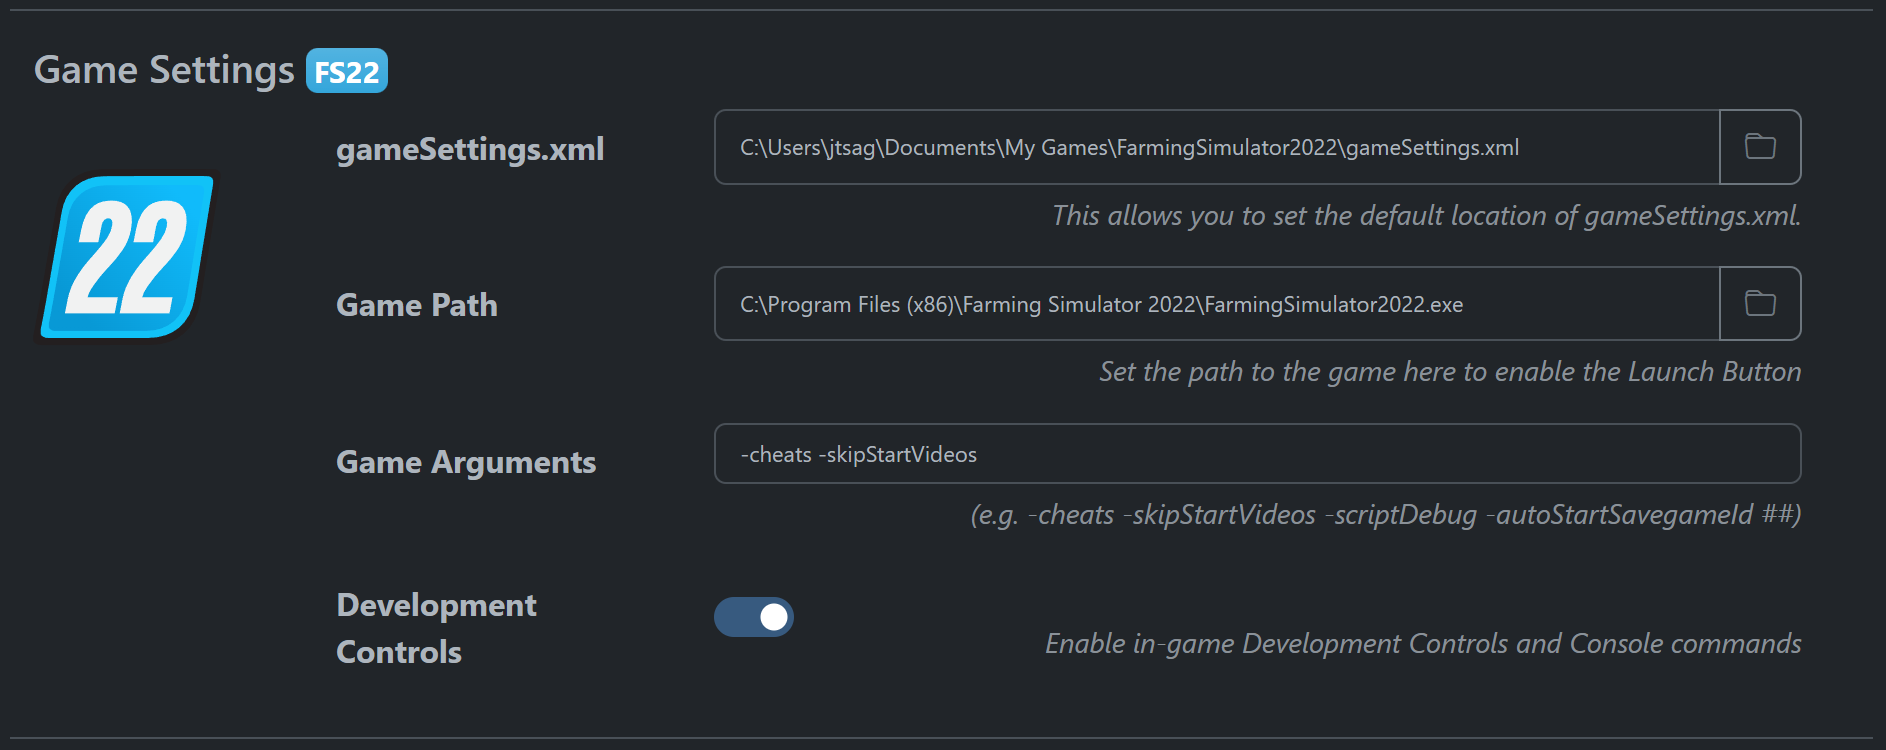 Game Settings FS22
gameSettings.xml
C:\Users\jtsag\Documents\My Games\FarmingSimulator2022\gameSettings.xml
This allows you to set the default location of gameSettings.xml.
22
Game Path
C:\Program Files (x86)\Farming Simulator 2022\FarmingSimulator2022.exe
Set the path to the game here to enable the Launch Button
Game Arguments
-cheats -skipStartVideos
(e.g. -cheats -skipStartVideos -scriptDebug -autoStartSavegameId ##)
Development
Controls
Enable in-game Development Controls and Console commands